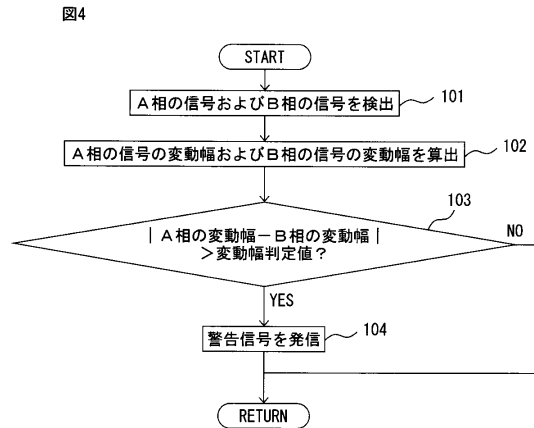 図4
START
A相の信号およびB相の信号を検出
101
A相の信号の変動幅およびB相の信号の変動幅を算出
102
103
｜A相の変動幅－B相の変動幅｜
＞変動幅判定値？
NO
YES
警告信号を発信
104
RETURN